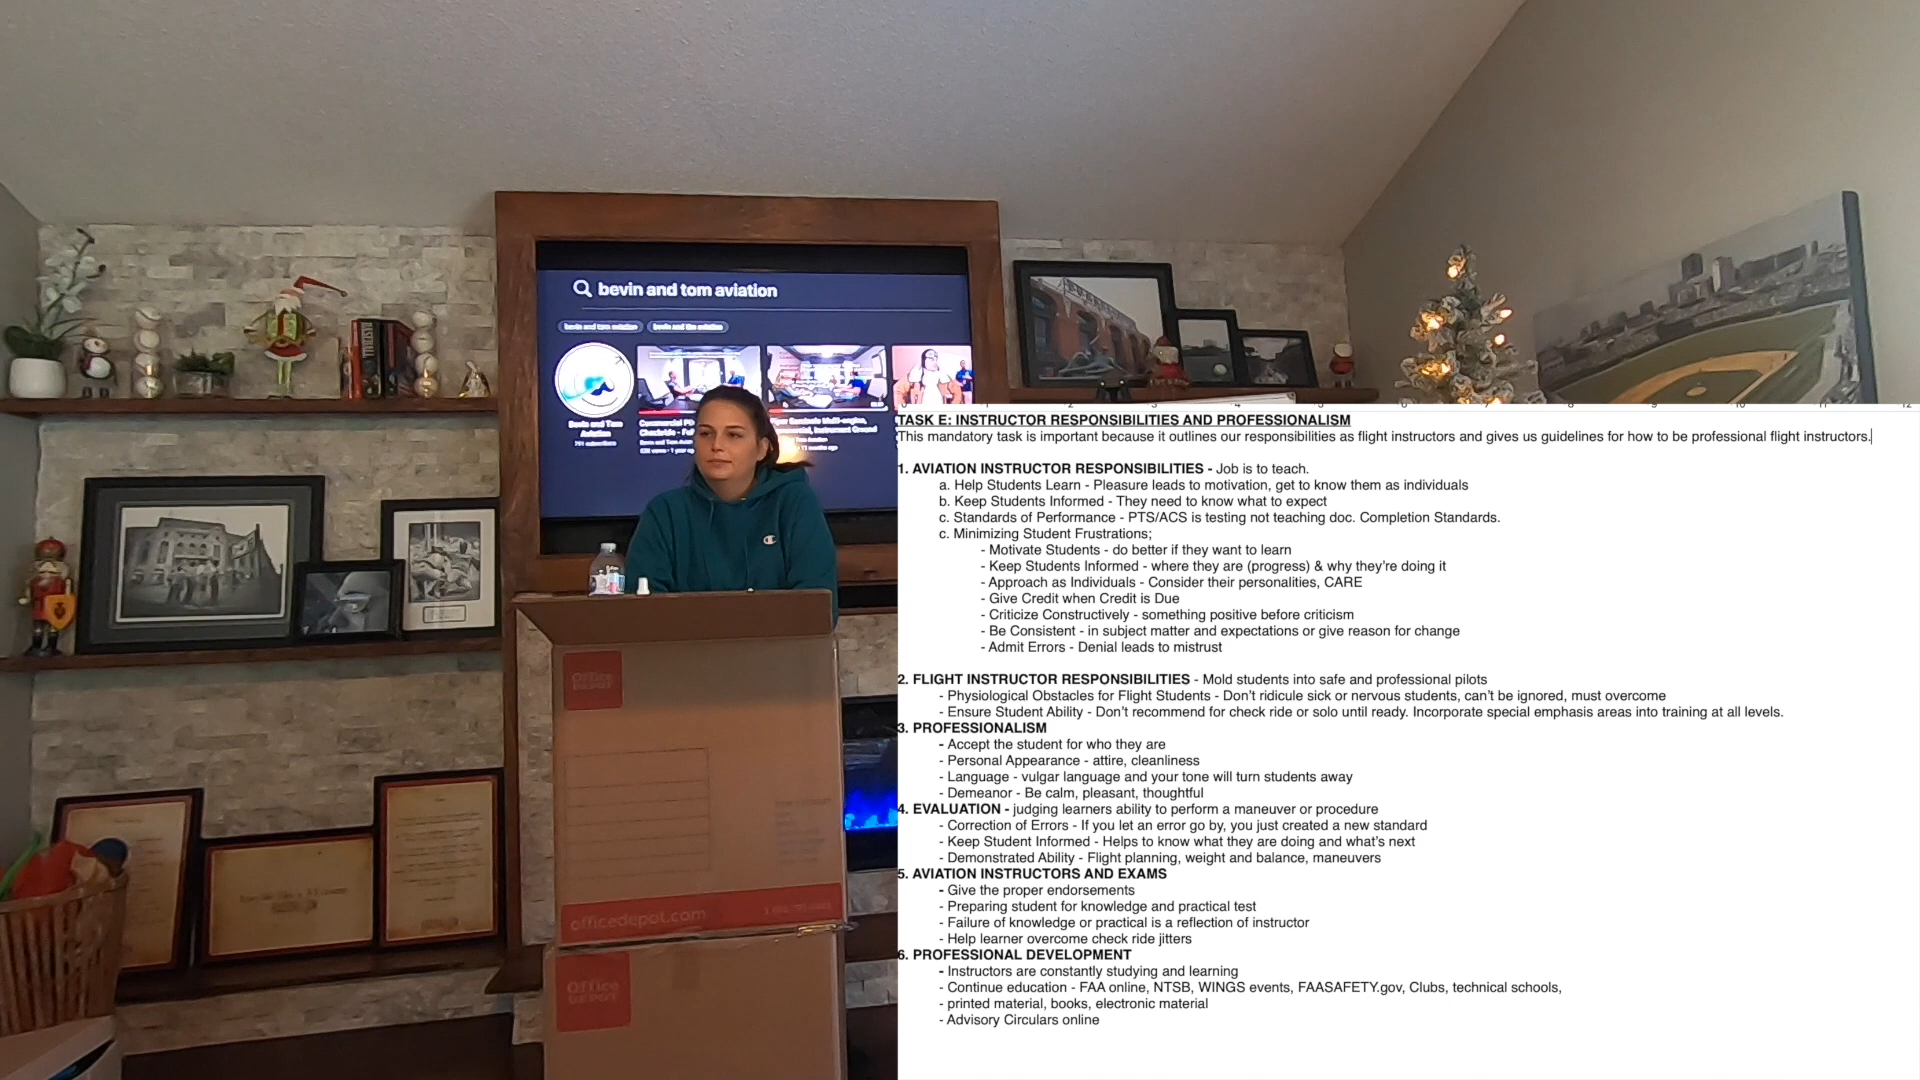 bevin and tom aviation
bevin and tom aviation
bevin and tim aviation
Bevin and Tom
Aviation
TASK E: INSTRUCTOR RESPONSIBILITIES AND PROFESSIONALISM
This mandatory task is important because it outlines our responsibilities as flight instructors and gives us guidelines for how to be professional flight instructors.
1. AVIATION INSTRUCTOR RESPONSIBILITIES - Job is to teach.
a. Help Students Learn - Pleasure leads to motivation, get to know them as individuals
b. Keep Students Informed - They need to know what to expect
c. Standards of Performance - PTS/ACS is testing not teaching doc. Completion Standards.
c. Minimizing Student Frustrations;
- Motivate Students - do better if they want to learn
- Keep Students Informed - where they are (progress) & why they're doing it
- Approach as Individuals - Consider their personalities, CARE
- Give Credit when Credit is Due
- Criticize Constructively - something positive before criticism
- Be Consistent - in subject matter and expectations or give reason for change
- Admit Errors - Denial leads to mistrust
2. FLIGHT INSTRUCTOR RESPONSIBILITIES - Mold students into safe and professional pilots
- Physiological Obstacles for Flight Students - Don't ridicule sick or nervous students, can't be ignored, must overcome
- Ensure Student Ability - Don't recommend for check ride or solo until ready. Incorporate special emphasis areas into training at all levels.
3. PROFESSIONALISM
- Accept the student for who they are
- Personal Appearance - attire, cleanliness
- Language - vulgar language and your tone will turn students away
- Demeanor - Be calm, pleasant, thoughtful
4. EVALUATION - judging learners ability to perform a maneuver or procedure
- Correction of Errors - If you let an error go by, you just created a new standard
- Keep Student Informed - Helps to know what they are doing and what's next
- Demonstrated Ability - Flight planning, weight and balance, maneuvers
5. AVIATION INSTRUCTORS AND EXAMS
- Give the proper endorsements
- Preparing student for knowledge and practical test
- Failure of knowledge or practical is a reflection of instructor
- Help learner overcome check ride jitters
6. PROFESSIONAL DEVELOPMENT
- Instructors are constantly studying and learning
- Continue education - FAA online, NTSB, WINGS events, FAASAFETY.gov, Clubs, technical schools,
- printed material, books, electronic material
- Advisory Circulars online
Office
DEPOT
officedepot.com
Office
DEPOT